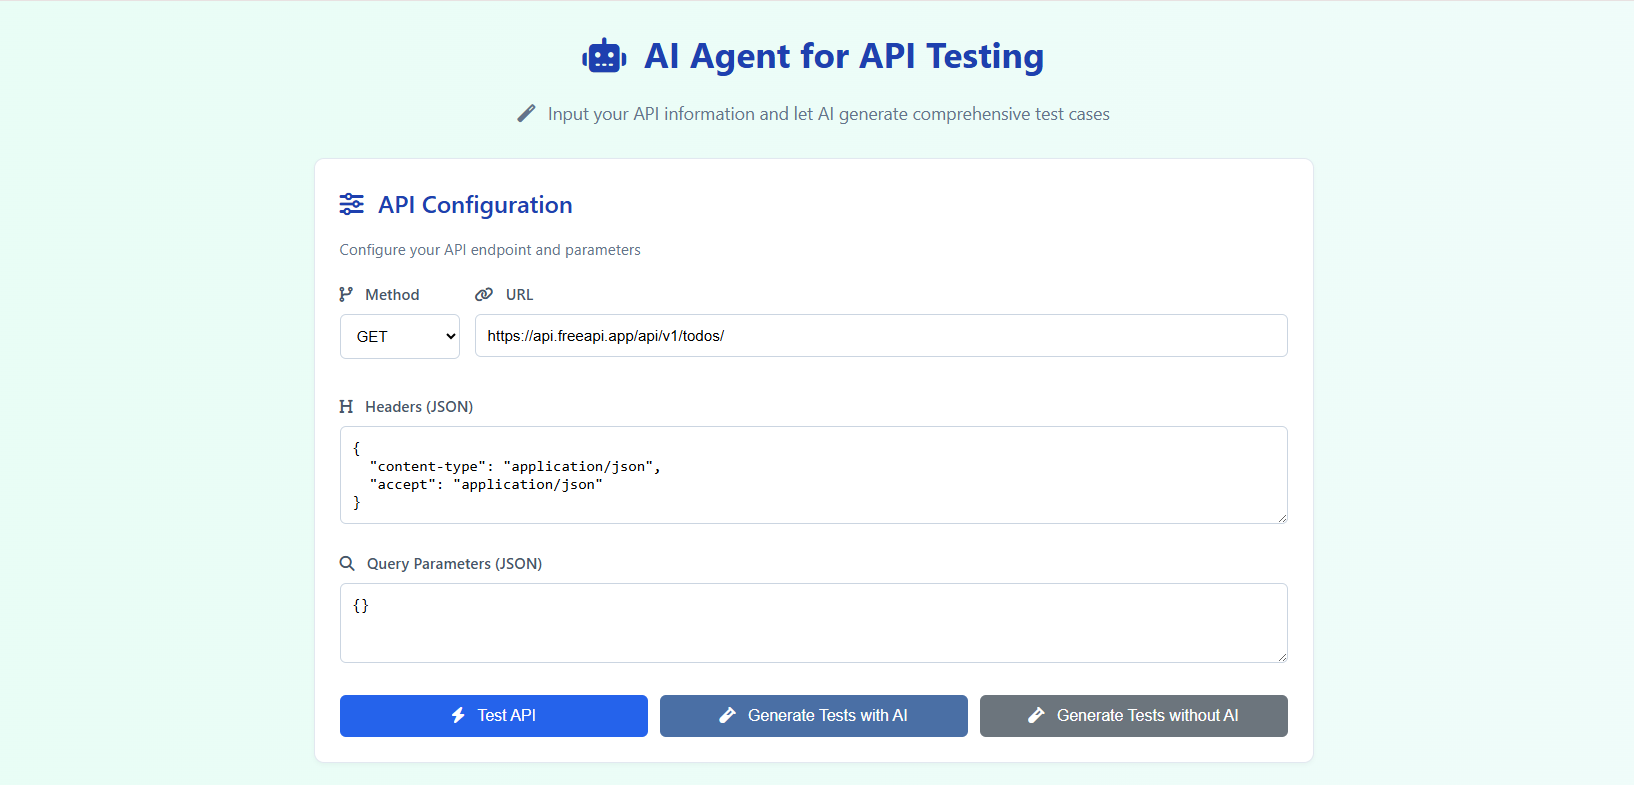 AI Agent for API Testing
Input your API information and let AI generate comprehensive test cases
API Configuration
Configure your API endpoint and parameters
Method
URL
GET
https://api.freeapi.app/api/v1/todos/
Headers (JSON)
{
  "content-type": "application/json",
  "accept": "application/json"
}
Query Parameters (JSON)
{}
Test API
Generate Tests with AI
Generate Tests without AI